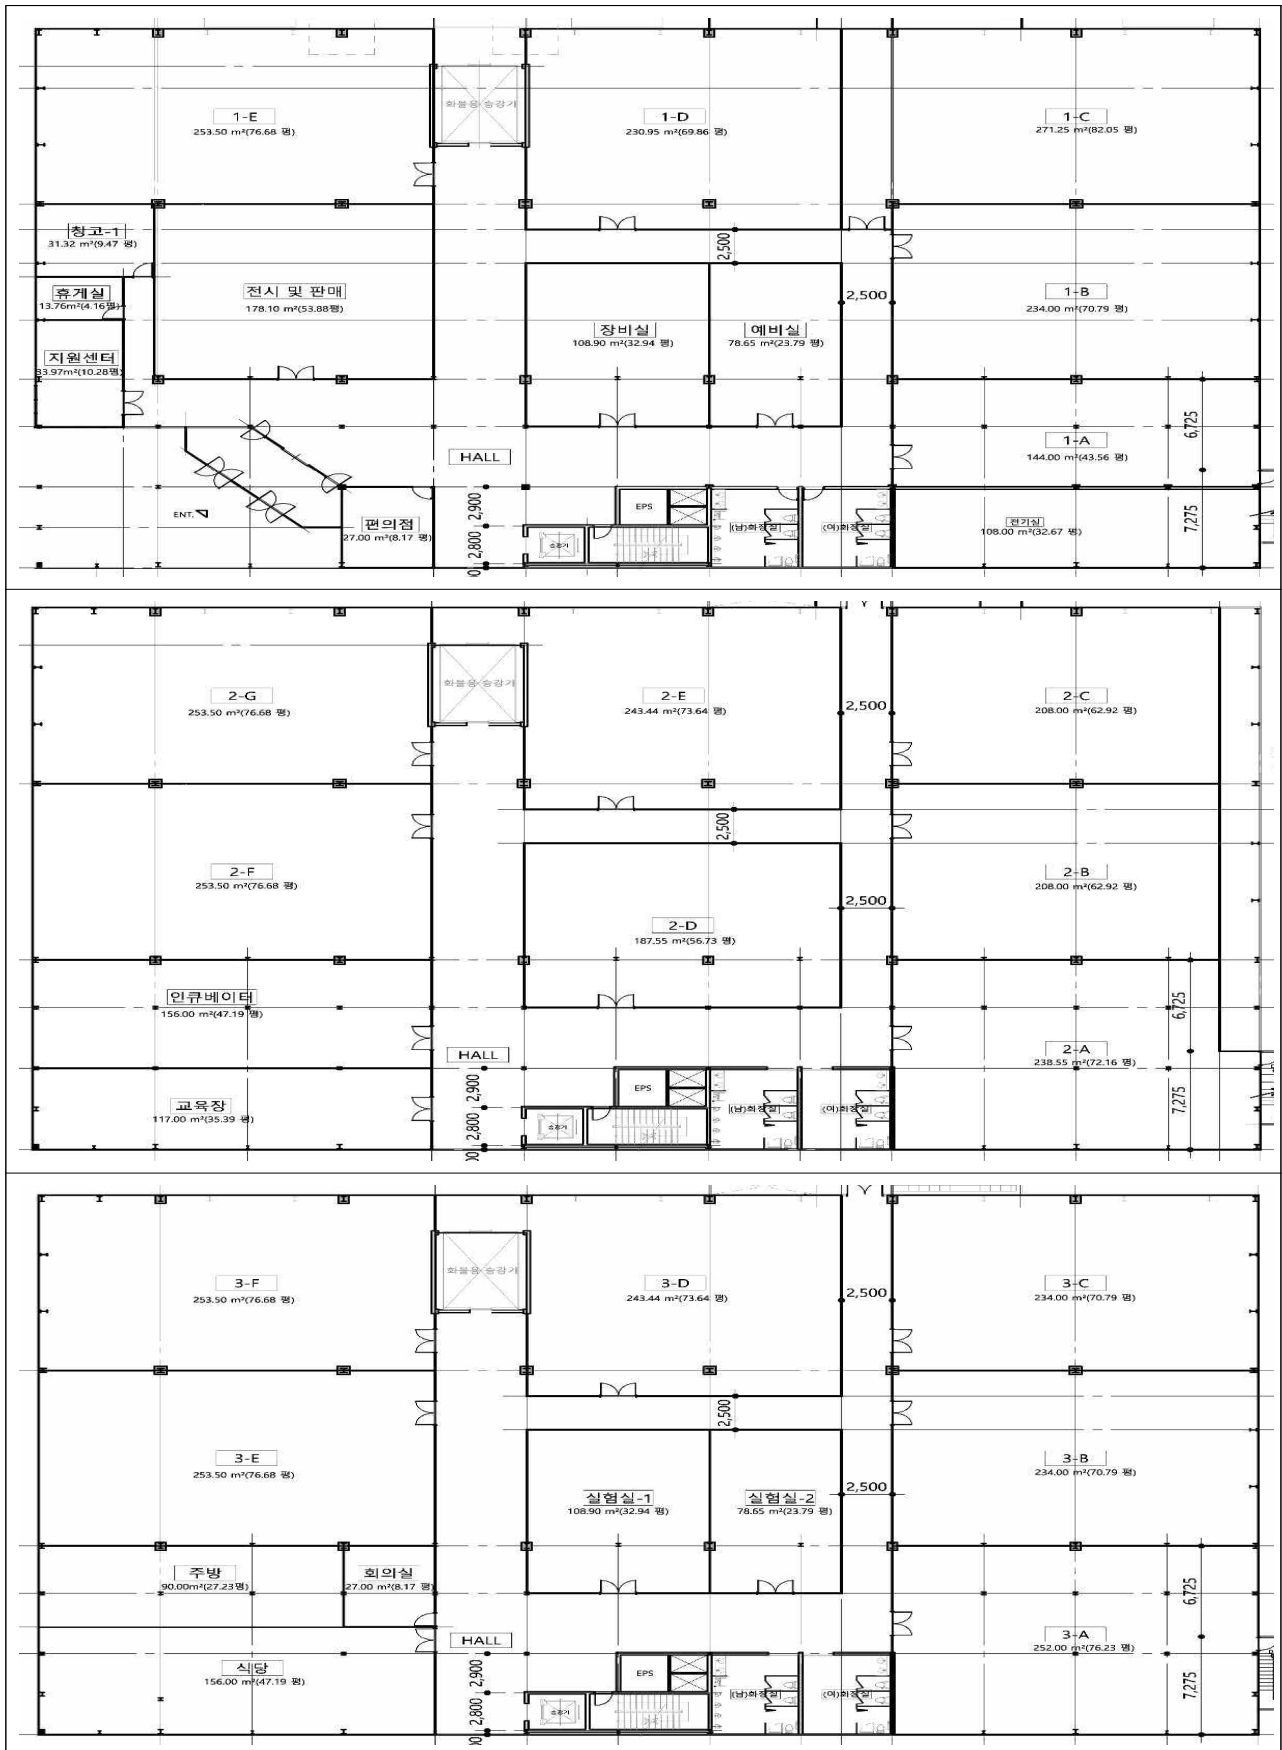 1-E
253.50 m²(76.68 평)
화물용 승강기
1-D
230.95 m²(69.86 평)
1-C
271.25 m²(82.05 평)
창고-1
31.32 m²(9.47 평)
2,500
휴게실
13.76m²(4.16평)
전시 및 판매
178.10 m²(53.88평)
2,500
1-B
234.00 m²(70.79 평)
장비실
108.90 m²(32.94 평)
예비실
78.65 m²(23.79 평)
지원센터
33.97m²(10.28평)
6,725
1-A
144.00 m²(43.56 평)
HALL
ENT.
편의점
27.00 m²(8.17 평)
2,900
2,800
EPS
승강기
(남)화장실
(여)화장실
전기실
108.00 m²(32.67 평)
7,275
2-G
253.50 m²(76.68 평)
화물용 승강기
2-E
243.44 m²(73.64 평)
2,500
2-C
208.00 m²(62.92 평)
2,500
2-F
253.50 m²(76.68 평)
2-B
208.00 m²(62.92 평)
2,500
2-D
187.55 m²(56.73 평)
인큐베이터
156.00 m²(47.19 평)
6,725
HALL
2-A
238.55 m²(72.16 평)
교육장
117.00 m²(35.39 평)
2,900
2,800
EPS
승강기
(남)화장실
(여)화장실
7,275
3-F
253.50 m²(76.68 평)
화물용 승강기
3-D
243.44 m²(73.64 평)
2,500
3-C
234.00 m²(70.79 평)
2,500
3-E
253.50 m²(76.68 평)
3-B
234.00 m²(70.79 평)
2,500
실험실-1
108.90 m²(32.94 평)
실험실-2
78.65 m²(23.79 평)
주방
90.00m²(27.23평)
회의실
27.00 m²(8.17 평)
6,725
HALL
3-A
252.00 m²(76.23 평)
식당
156.00 m²(47.19 평)
2,900
2,800
EPS
승강기
(남)화장실
(여)화장실
7,275